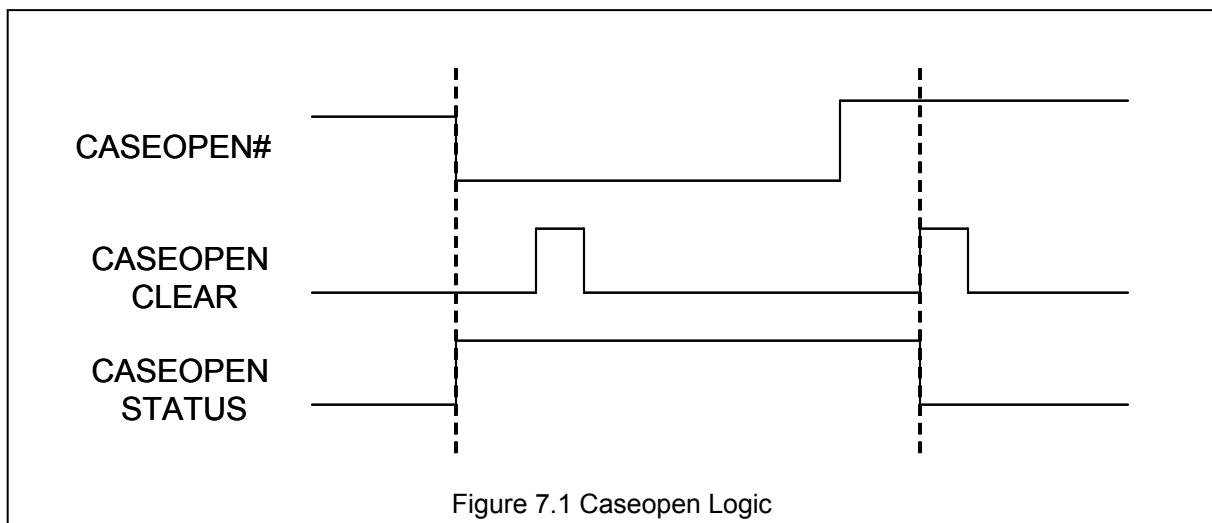 CASEOPEN#
CASEOPEN
CLEAR
CASEOPEN
STATUS
Figure 7.1 Caseopen Logic